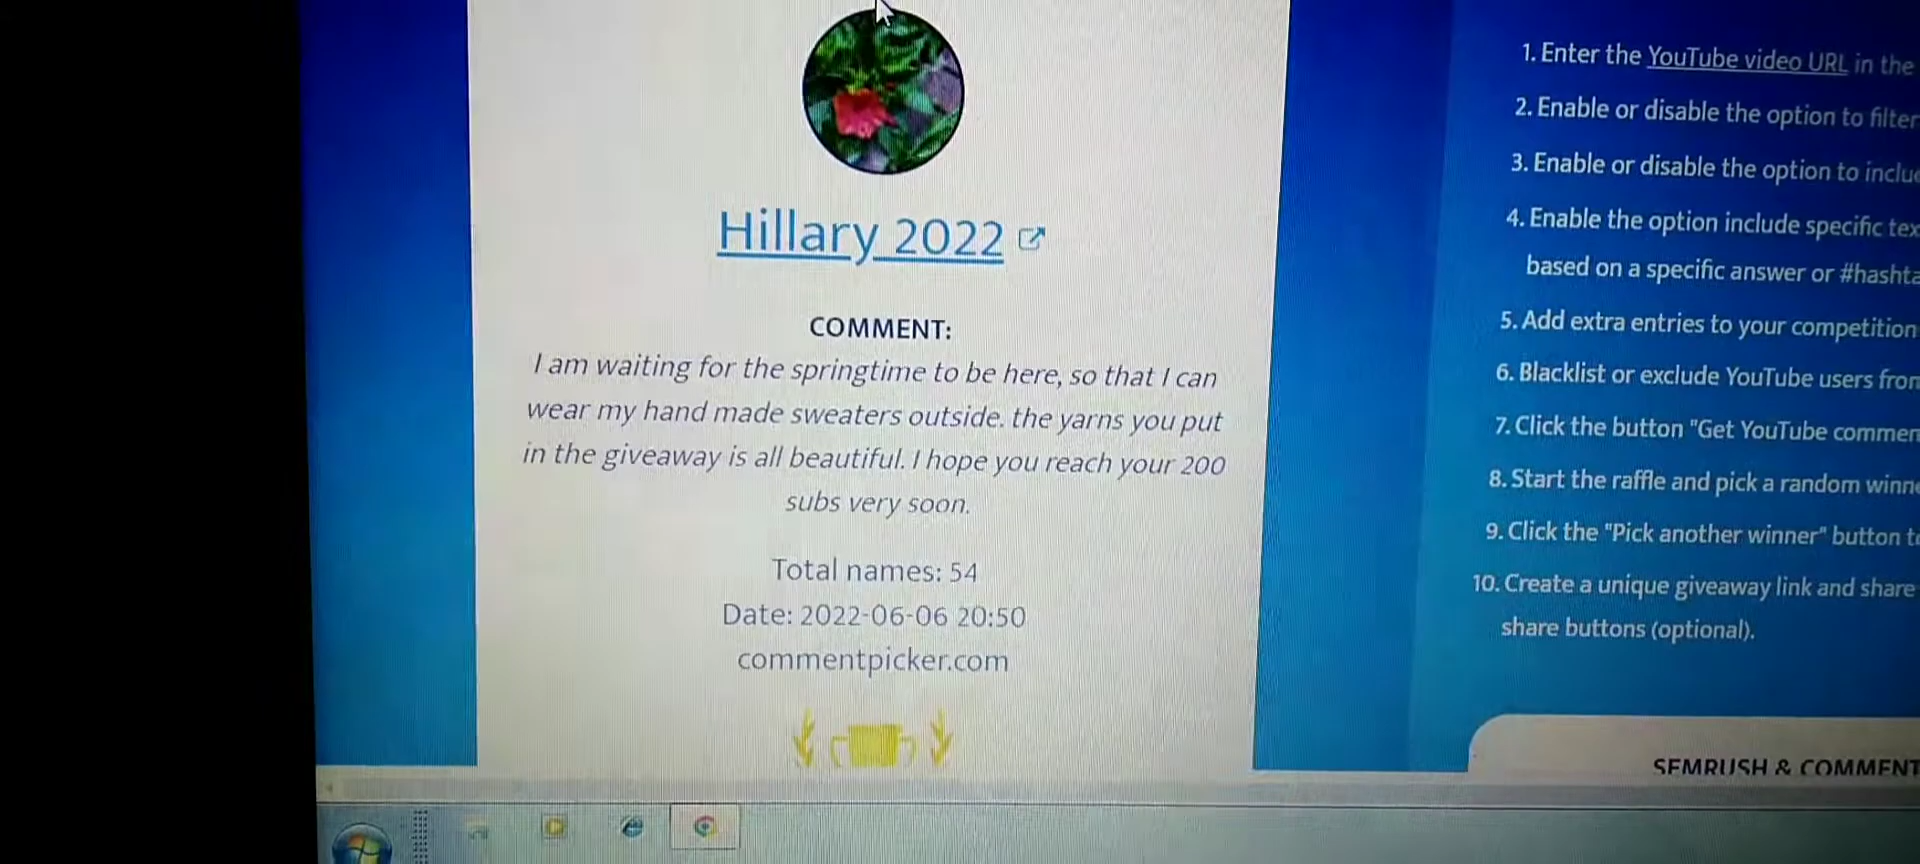 Hillary 2022
COMMENT:
I am waiting for the springtime to be here, so that I can
wear my hand made sweaters outside. the yarns you put
in the giveaway is all beautiful. I hope you reach your 200
subs very soon.
Total names: 54
Date: 2022-06-06 20:50
commentpicker.com
1. Enter the YouTube video URL in the
2. Enable or disable the option to filter
3. Enable or disable the option to
4. Enable the option include specific
based on a specific answer or
5. Add extra entries to your competition
6. Blacklist or exclude YouTube users
7. Click the button "Get YouTube
8. Start the raffle and pick a random
9. Click the "Pick another winner" button
10. Create a unique giveaway link and share
share buttons (optional).
SEMRUSH & COMMENT